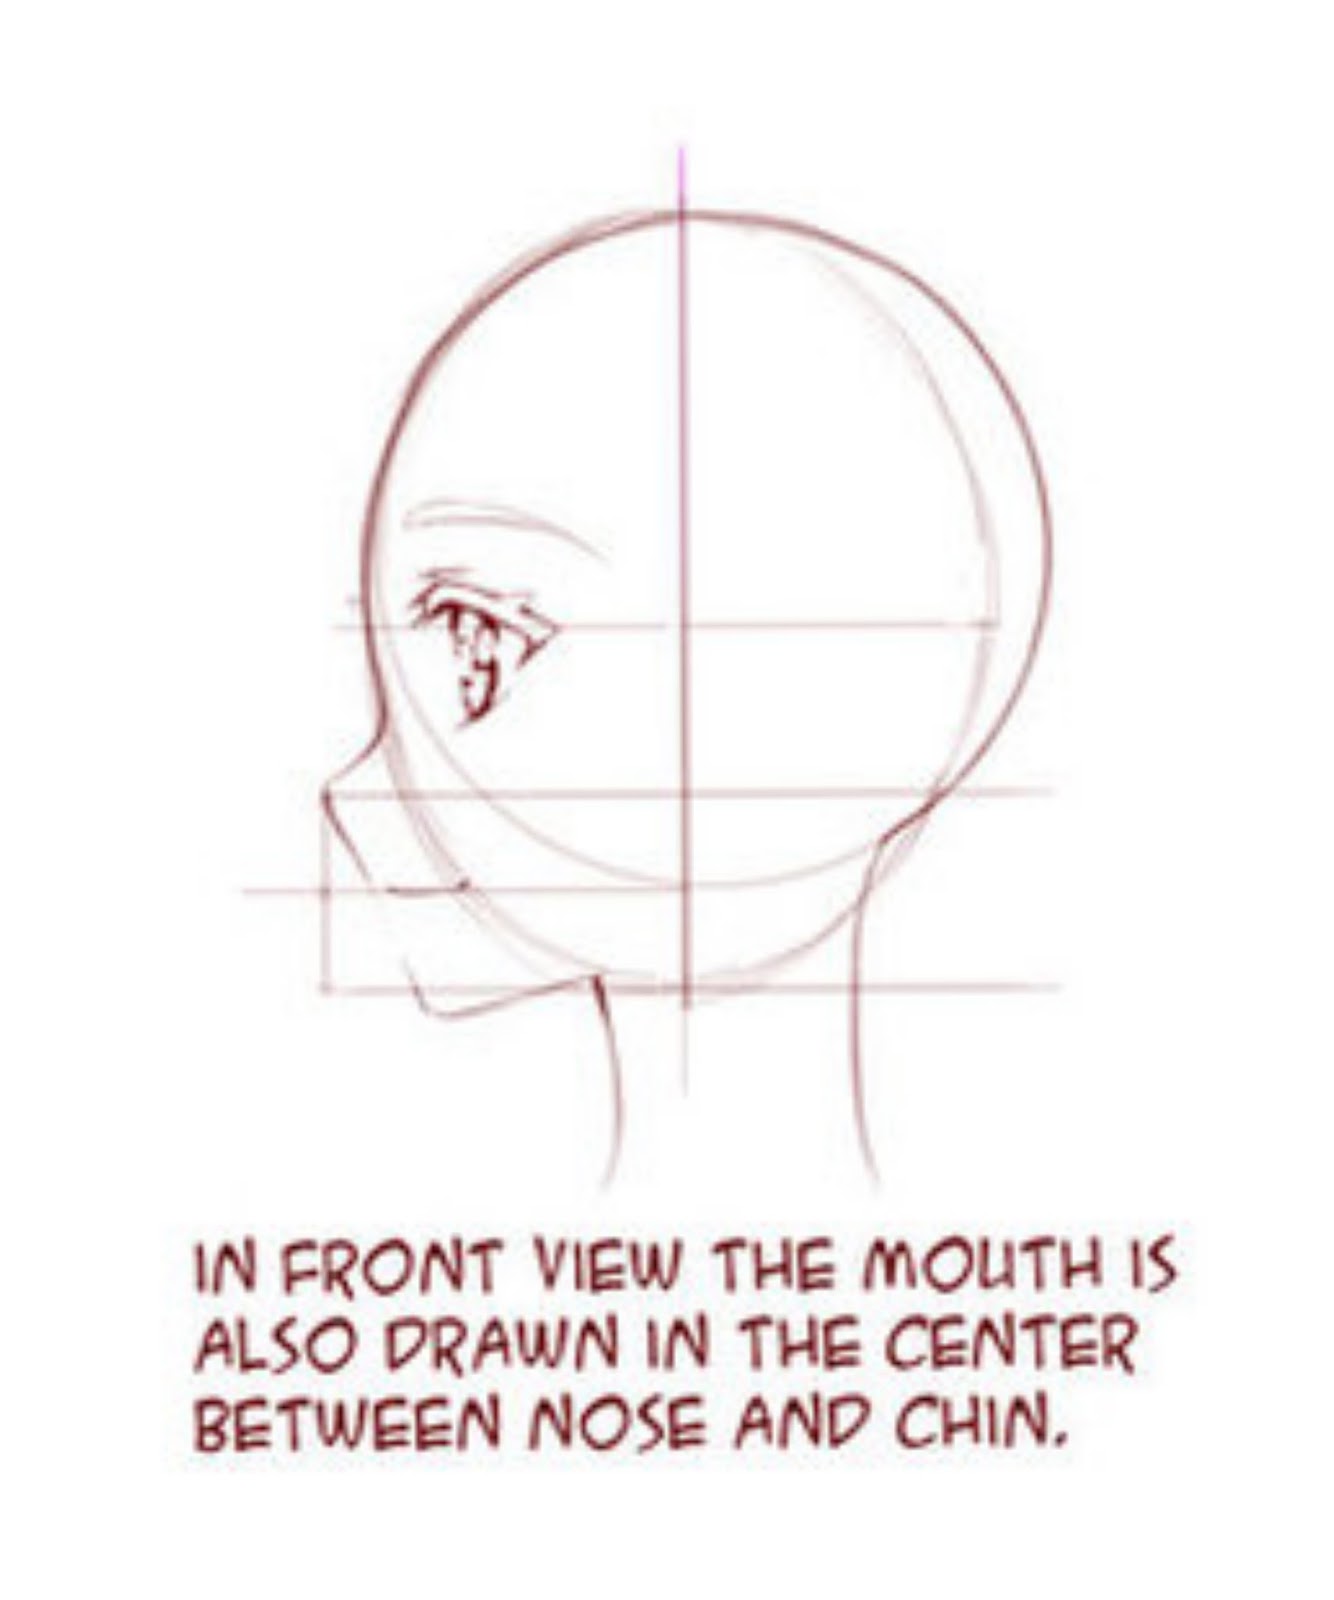 IN FRONT VIEW THE MOUTH IS
ALSO DRAWN IN THE CENTER
BETWEEN NOSE AND CHIN.